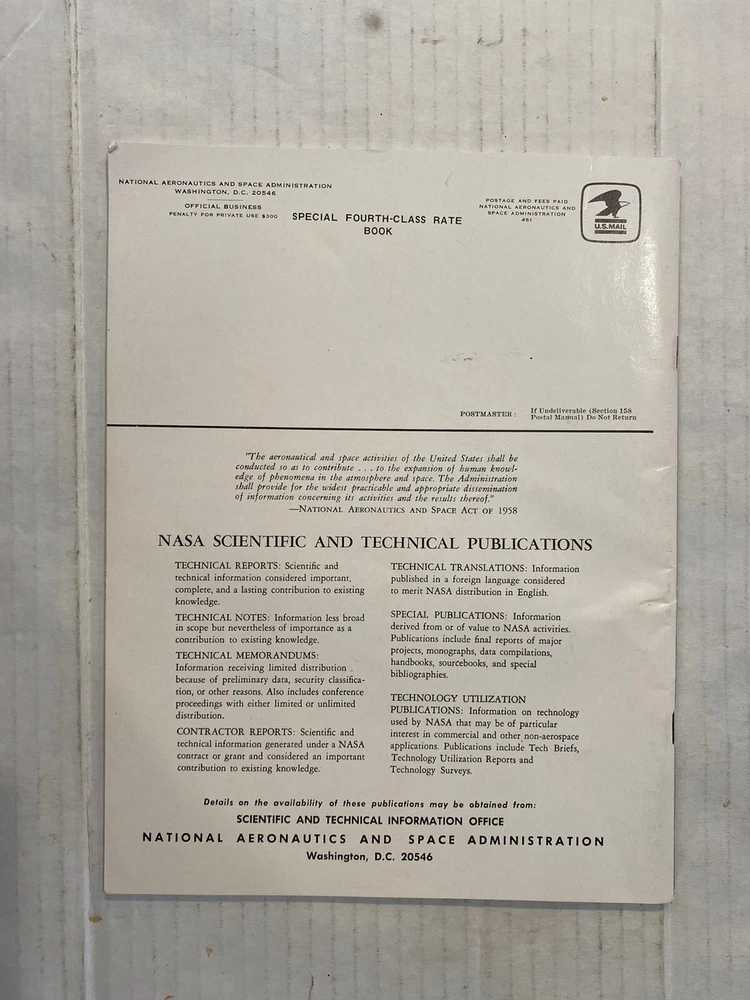 NATIONAL AERONAUTICS AND SPACE ADMINISTRATION
WASHINGTON, D.C. 20546
OFFICIAL BUSINESS
PENALTY FOR PRIVATE USE $300
SPECIAL FOURTH-CLASS RATE
BOOK
POSTAGE AND FEES PAID
NATIONAL AERONAUTICS AND
SPACE ADMINISTRATION
451
U.S.MAIL
POSTMASTER : If Undeliverable (Section 158
Postal Manual) Do Not Return
"The aeronautical and space activities of the United States shall be
conducted so as to contribute . . . to the expansion of human knowl-
edge of phenomena in the atmosphere and space. The Administration
shall provide for the widest practicable and appropriate dissemination
of information concerning its activities and the results thereof."
—NATIONAL AERONAUTICS AND SPACE ACT OF 1958
NASA SCIENTIFIC AND TECHNICAL PUBLICATIONS
TECHNICAL REPORTS: Scientific and
technical information considered important,
complete, and a lasting contribution to existing
knowledge.
TECHNICAL NOTES: Information less broad
in scope but nevertheless of importance as a
contribution to existing knowledge.
TECHNICAL MEMORANDUMS:
Information receiving limited distribution
because of preliminary data, security classifica-
tion, or other reasons. Also includes conference
proceedings with either limited or unlimited
distribution.
CONTRACTOR REPORTS: Scientific and
technical information generated under a NASA
contract or grant and considered an important
contribution to existing knowledge.
TECHNICAL TRANSLATIONS: Information
published in a foreign language considered
to merit NASA distribution in English.
SPECIAL PUBLICATIONS: Information
derived from or of value to NASA activities.
Publications include final reports of major
projects, monographs, data compilations,
handbooks, sourcebooks, and special
bibliographies.
TECHNOLOGY UTILIZATION
PUBLICATIONS: Information on technology
used by NASA that may be of particular
interest in commercial and other non-aerospace
applications. Publications include Tech Briefs,
Technology Utilization Reports and
Technology Surveys.
Details on the availability of these publications may be obtained from:
SCIENTIFIC AND TECHNICAL INFORMATION OFFICE
NATIONAL AERONAUTICS AND SPACE ADMINISTRATION
Washington, D.C. 20546